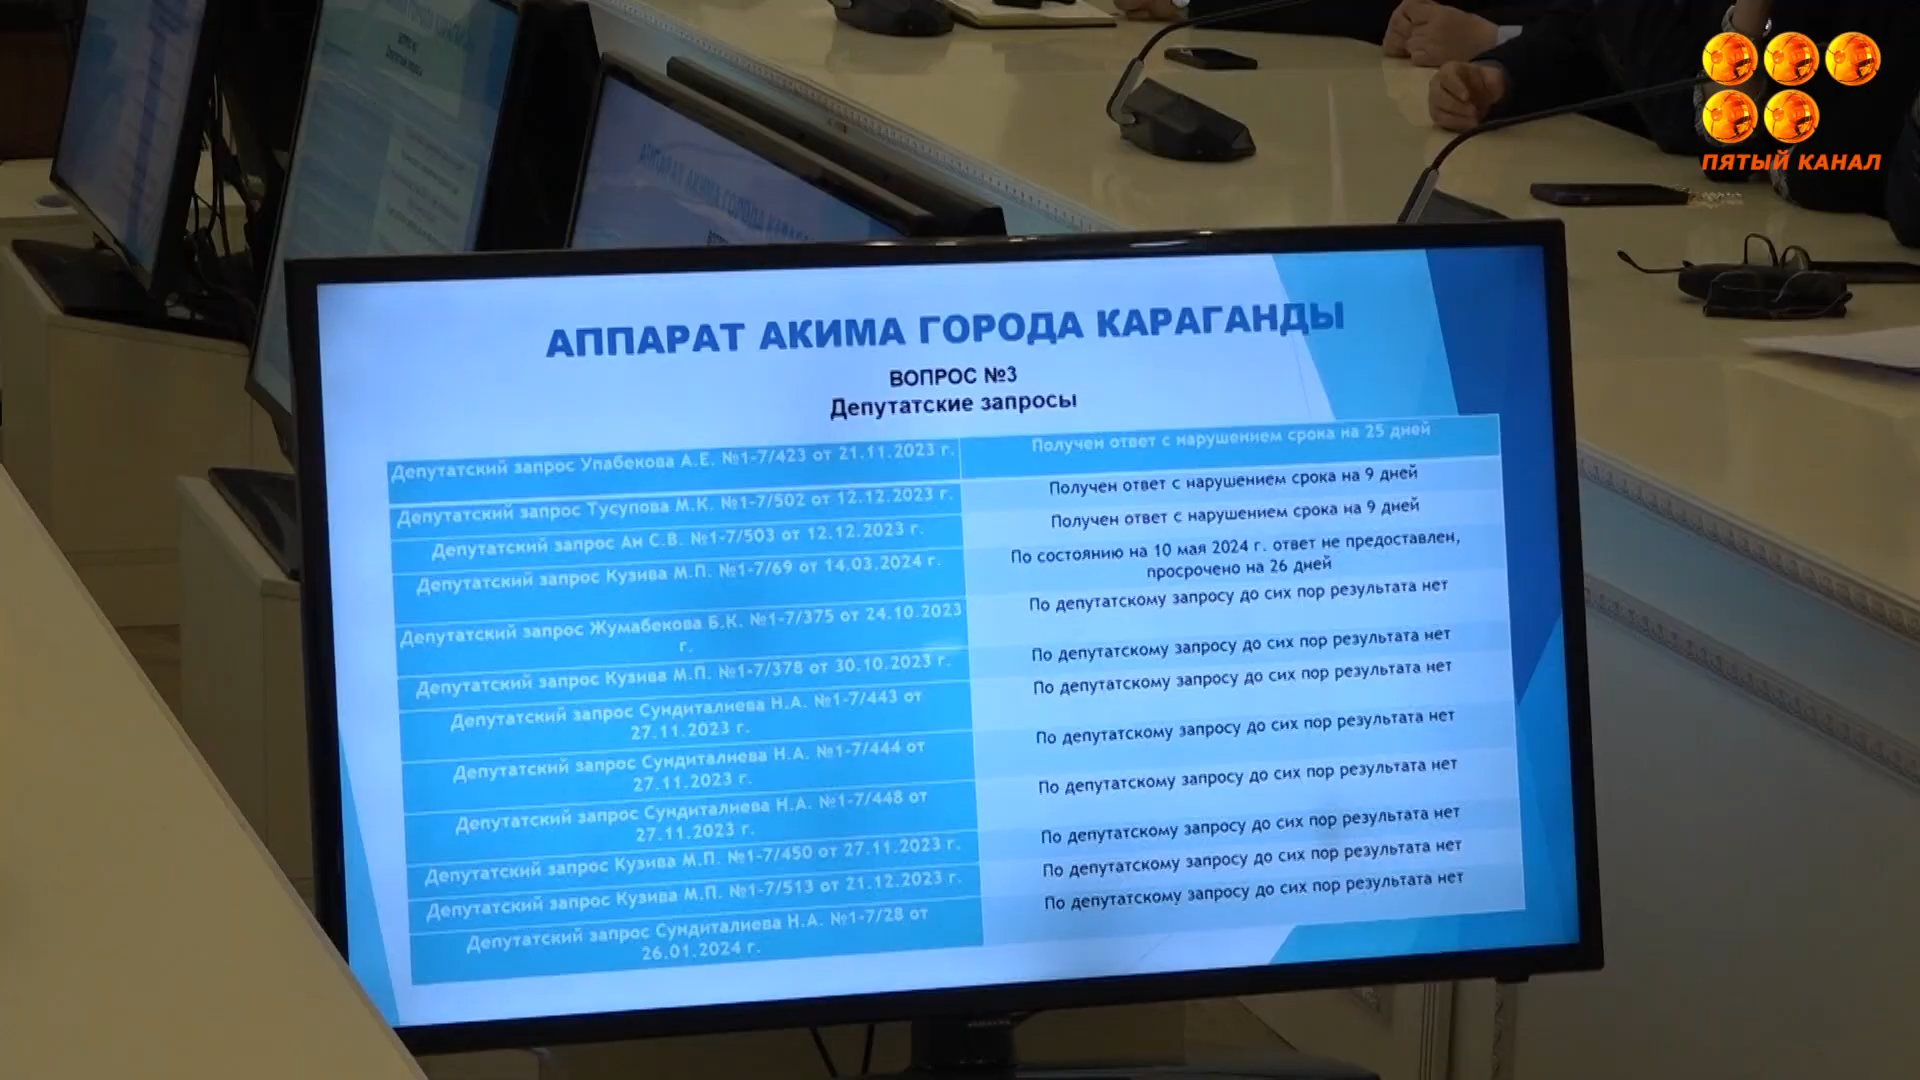 ПЯТЫЙ КАНАЛ
АППАРАТ АКИМА ГОРОДА КАРАГАНДЫ
ВОПРОС №3
Депутатские запросы
Депутатский запрос Упабекова А.Е. №1-7/423 от 21.11.2023 г.
Получен ответ с нарушением срока на 25 дней
Депутатский запрос Тусупова М.К. №1-7/502 от 12.12.2023 г.
Получен ответ с нарушением срока на 9 дней
Депутатский запрос Ан С.В. №1-7/503 от 12.12.2023 г.
Получен ответ с нарушением срока на 9 дней
Депутатский запрос Кузива М.П. №1-7/69 от 14.03.2024 г.
По состоянию на 10 мая 2024 г. ответ не предоставлен,
просрочено на 26 дней
Депутатский запрос Жумабекова Б.К. №1-7/375 от 24.10.2023
г.
По депутатскому запросу до сих пор результата нет
Депутатский запрос Кузива М.П. №1-7/378 от 30.10.2023 г.
По депутатскому запросу до сих пор результата нет
Депутатский запрос Сундиталиева Н.А. №1-7/443 от
27.11.2023 г.
По депутатскому запросу до сих пор результата нет
Депутатский запрос Сундиталиева Н.А. №1-7/444 от
27.11.2023 г.
По депутатскому запросу до сих пор результата нет
Депутатский запрос Сундиталиева Н.А. №1-7/448 от
27.11.2023 г.
По депутатскому запросу до сих пор результата нет
Депутатский запрос Кузива М.П. №1-7/450 от 27.11.2023 г.
По депутатскому запросу до сих пор результата нет
Депутатский запрос Кузива М.П. №1-7/513 от 21.12.2023 г.
По депутатскому запросу до сих пор результата нет
Депутатский запрос Сундиталиева Н.А. №1-7/28 от
26.01.2024 г.
По депутатскому запросу до сих пор результата нет